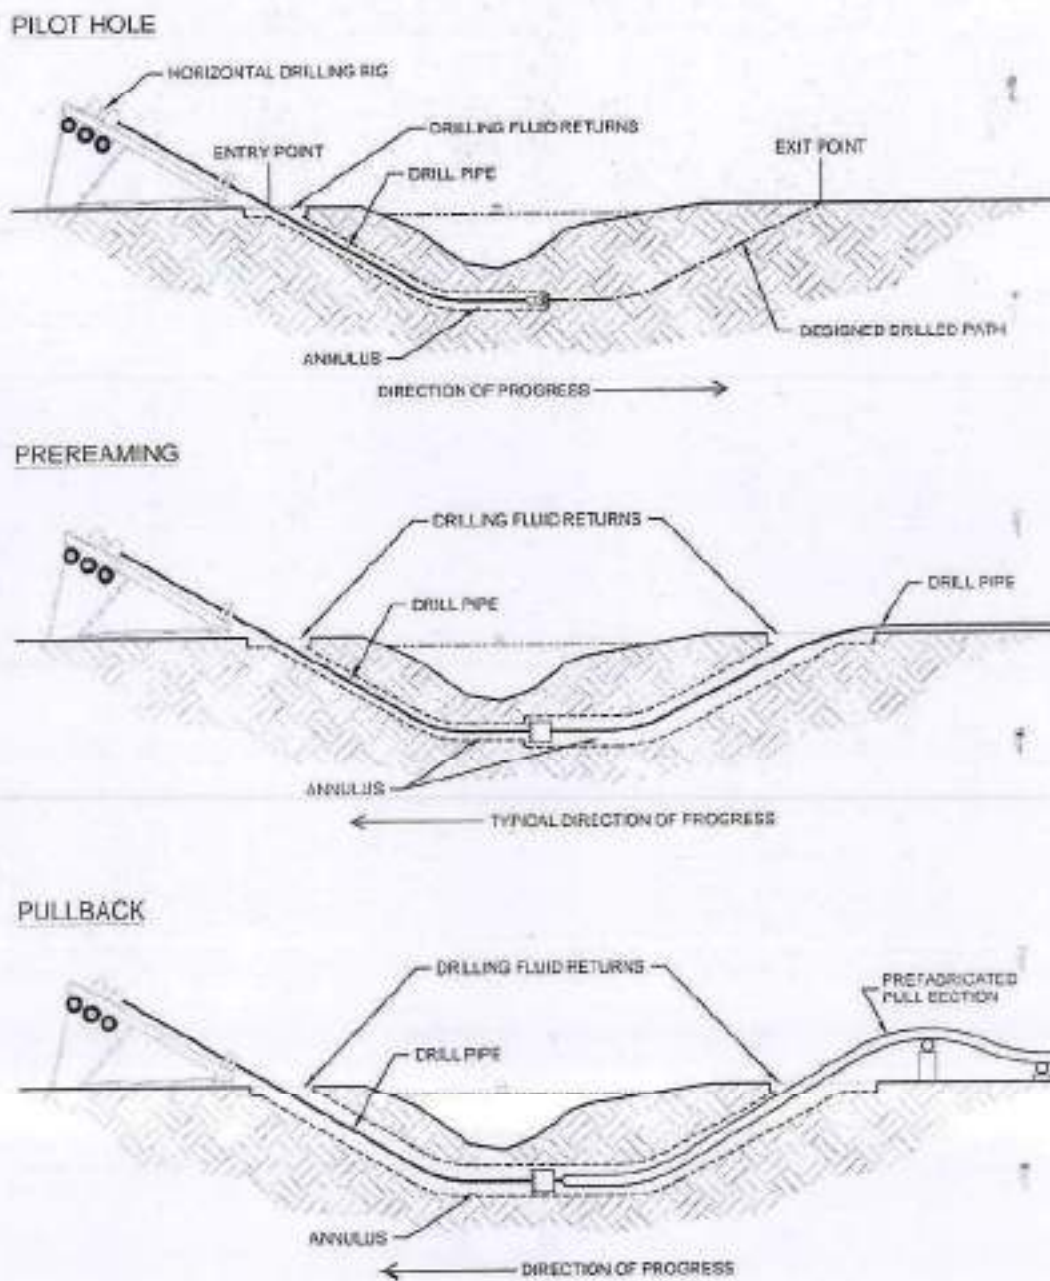 PILOT HOLE
HORIZONTAL DRILLING RIG
DRILLING FLUID RETURNS
ENTRY POINT
EXIT POINT
DRILL PIPE
DESIGNED DRILLED PATH
ANNULUS
DIRECTION OF PROGRESS
PREREAMING
DRILLING FLUID RETURNS
DRILL PIPE
DRILL PIPE
ANNULUS
TYPICAL DIRECTION OF PROGRESS
PULLBACK
DRILLING FLUID RETURNS
PREFABRICATED
PULL SECTION
DRILL PIPE
ANNULUS
DIRECTION OF PROGRESS